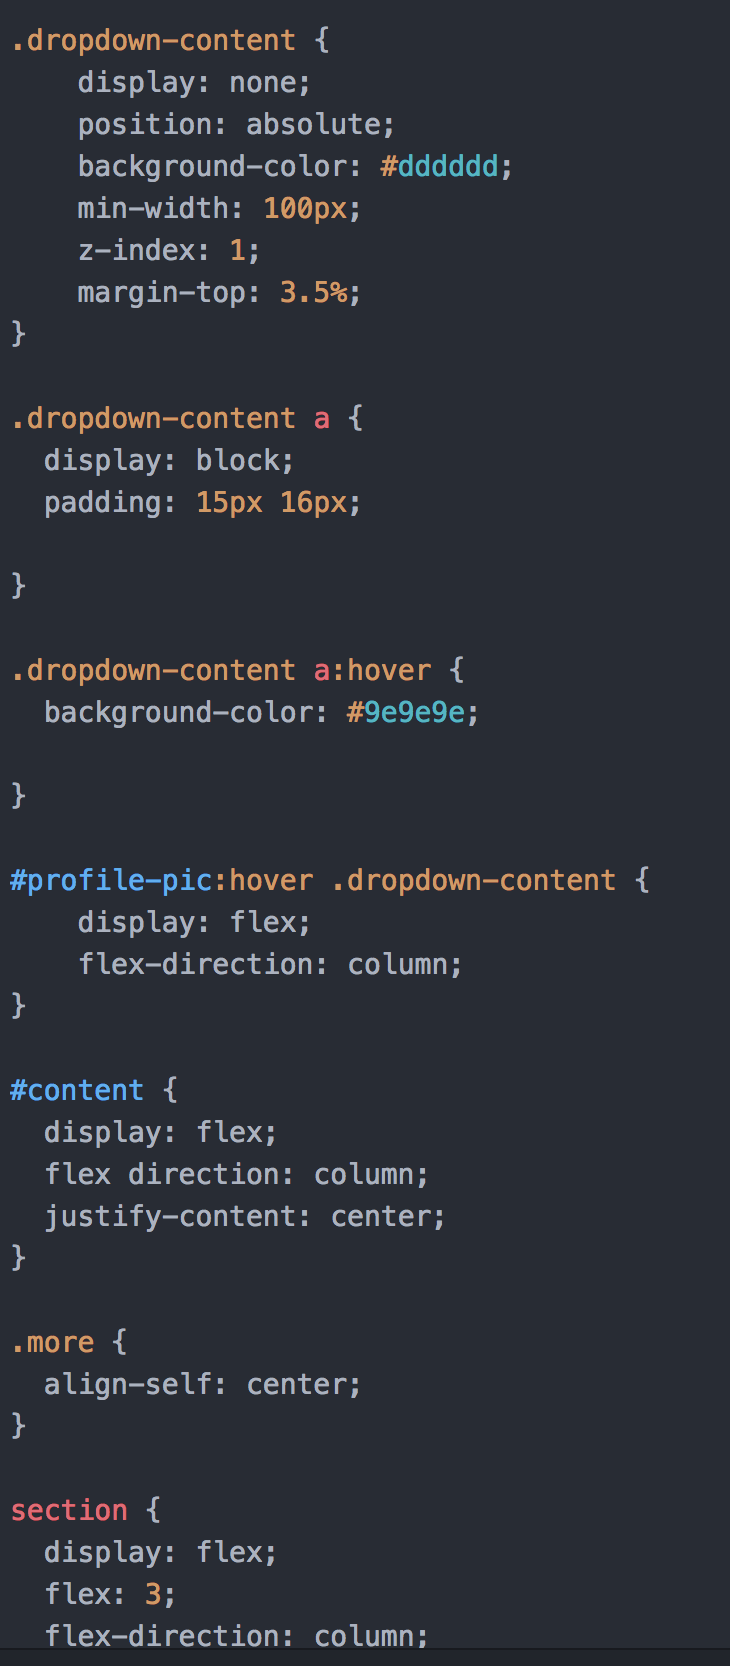 .dropdown-content {
display: none;
position: absolute;
background-color: #dddddd;
min-width: 100px;
z-index: 1;
margin-top: 3.5%;
}
.dropdown-content a {
display: block;
padding: 15px 16px;
}
.dropdown-content a:hover {
background-color: #9e9e9e;
}
#profile-pic:hover .dropdown-content {
display: flex;
flex-direction: column;
}
#content {
display: flex;
flex direction: column;
justify-content: center;
}
.more {
align-self: center;
}
section {
display: flex;
flex: 3;
flex-direction: column;